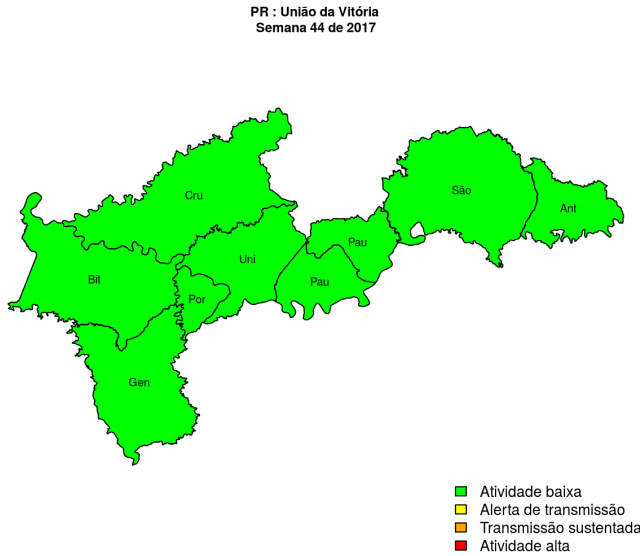 PR : União da Vitória
Semana 44 de 2017
Cru
São
Ant
Pau
Uni
Bit
Pau
Por
Gen
Atividade baixa
Alerta de transmissão
Transmissão sustentada
Atividade alta